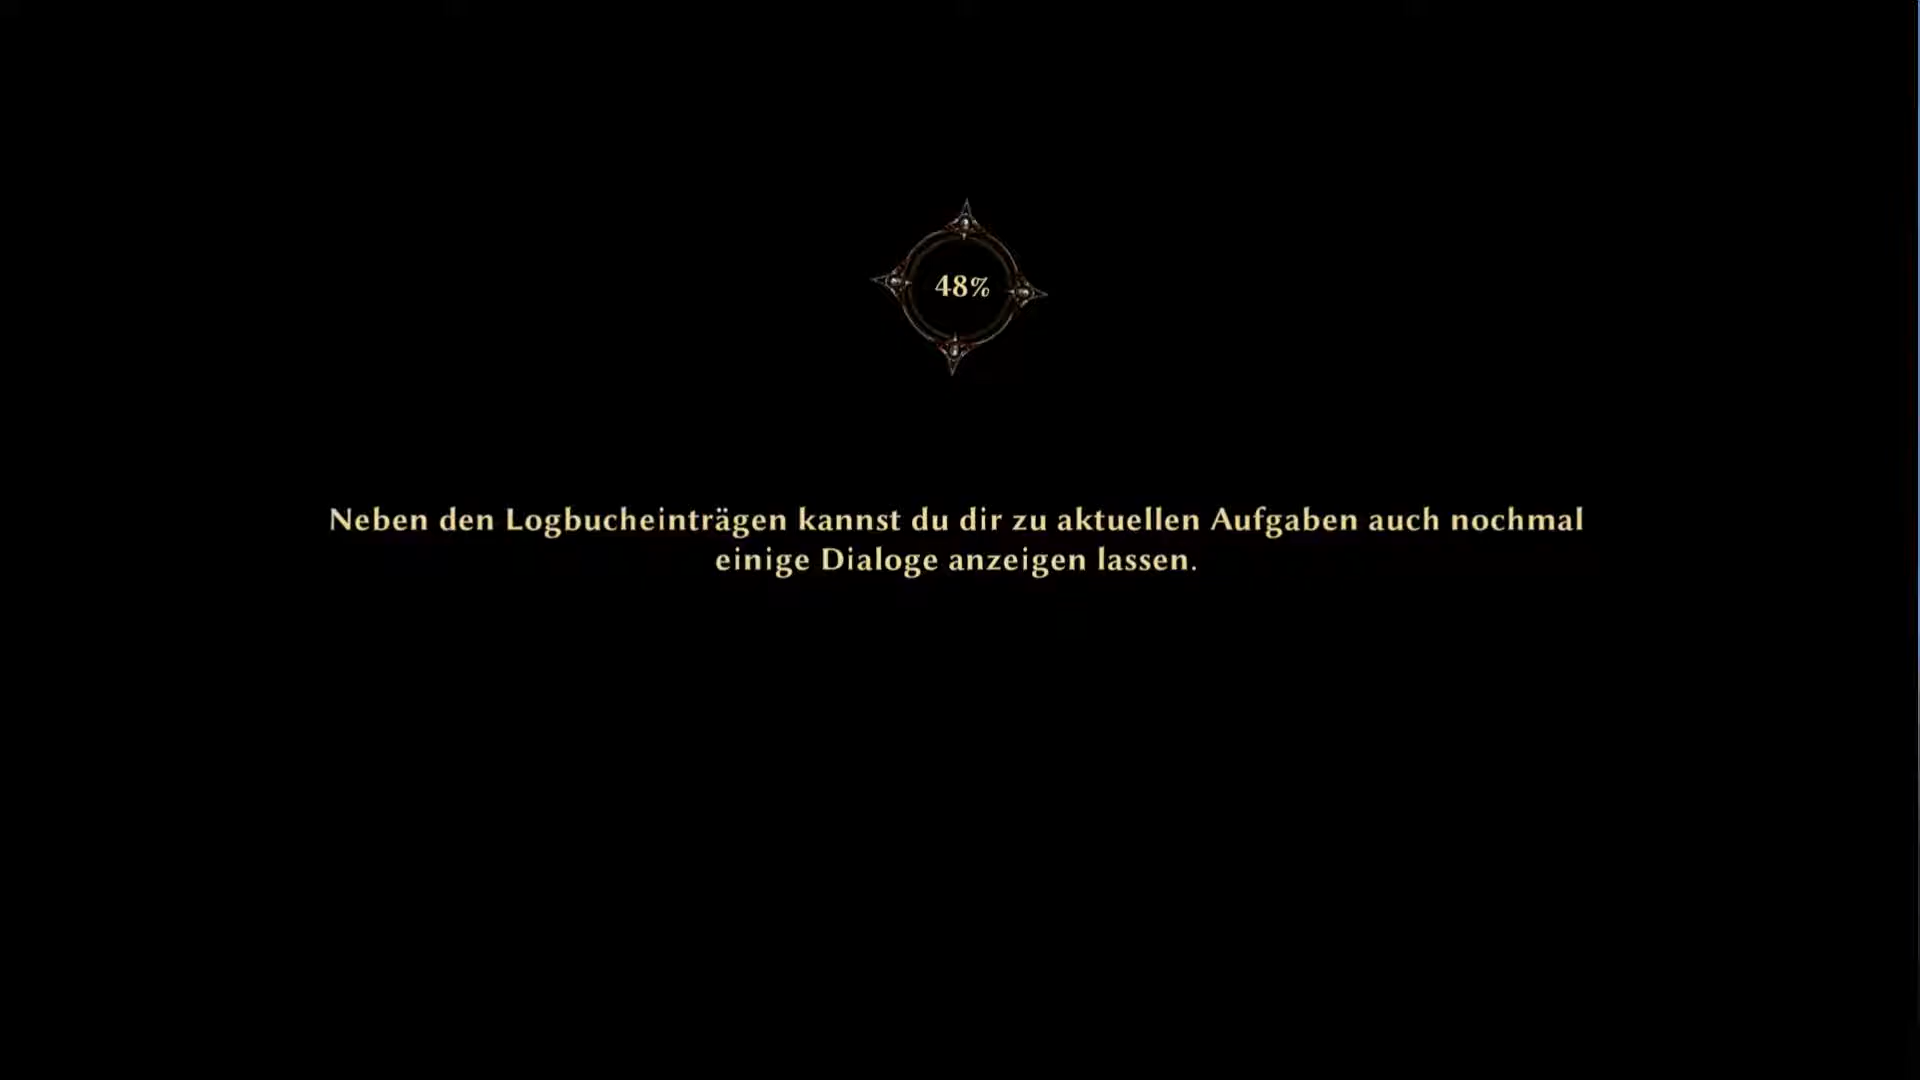 48%
Neben den Logbucheinträgen kannst du dir zu aktuellen Aufgaben auch nochmal
einige Dialoge anzeigen lassen.